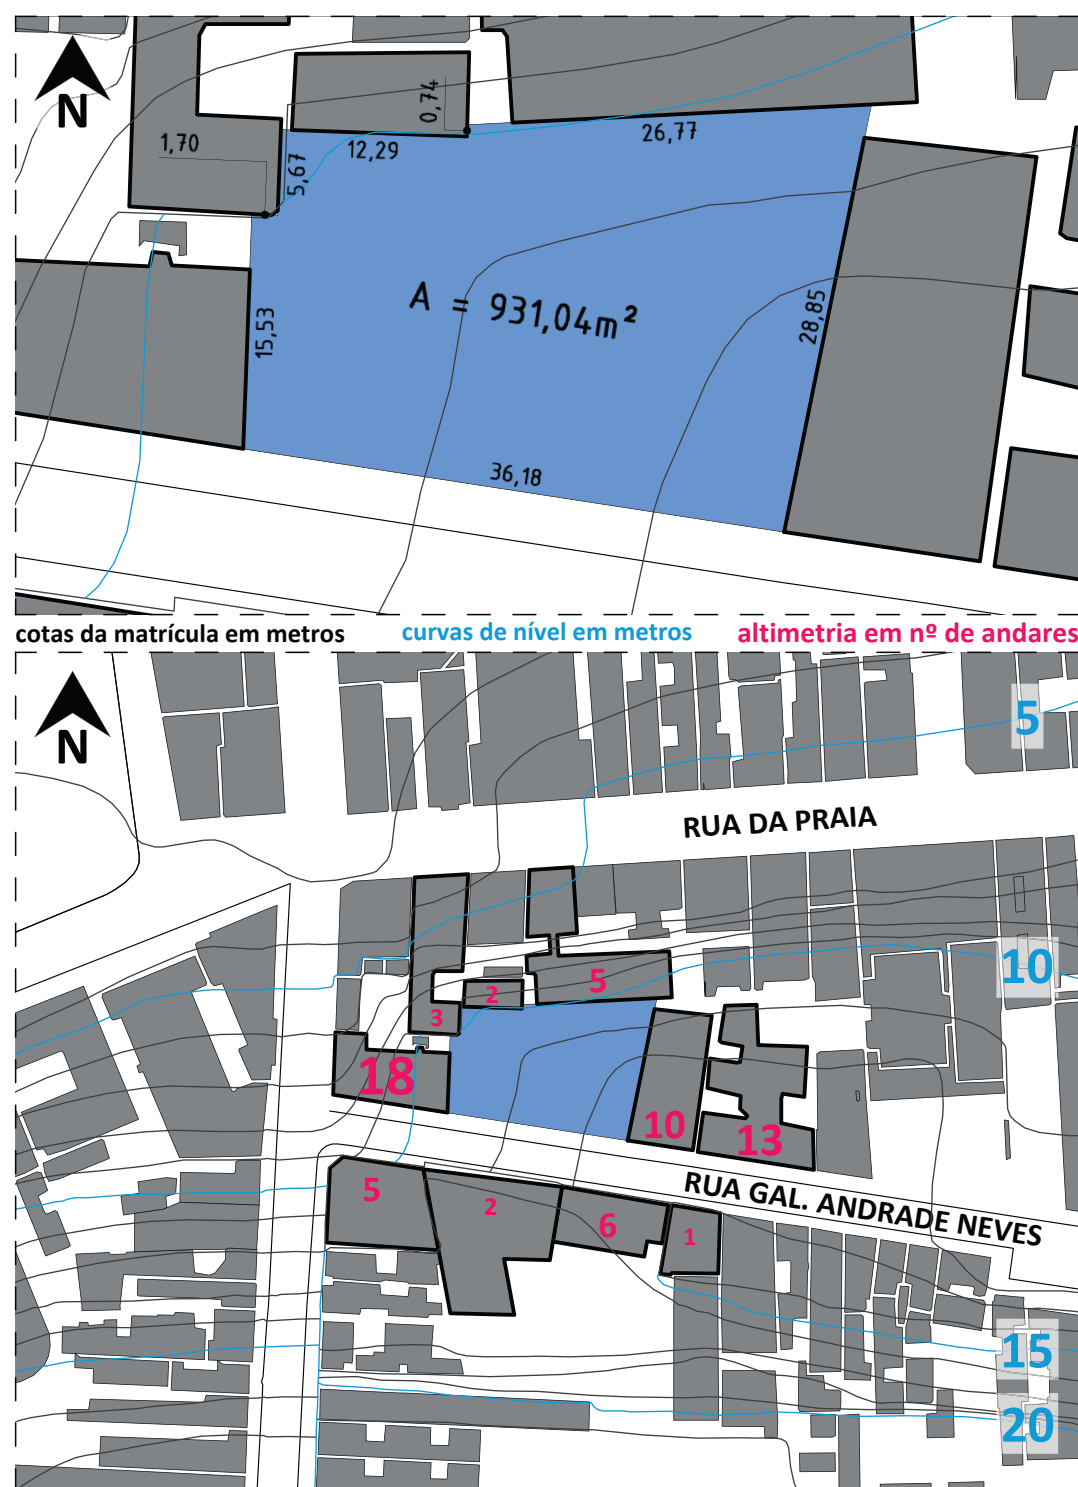 N
1,70
5,67
12,29
0,74
26,77
15,53
A = 931,04m²
28,85
36,18
cotas da matrícula em metros
curvas de nível em metros
altimetria em nº de andares
N
5
RUA DA PRAIA
10
5
2
3
18
10
13
RUA GAL. ANDRADE NEVES
5
2
6
1
15
20